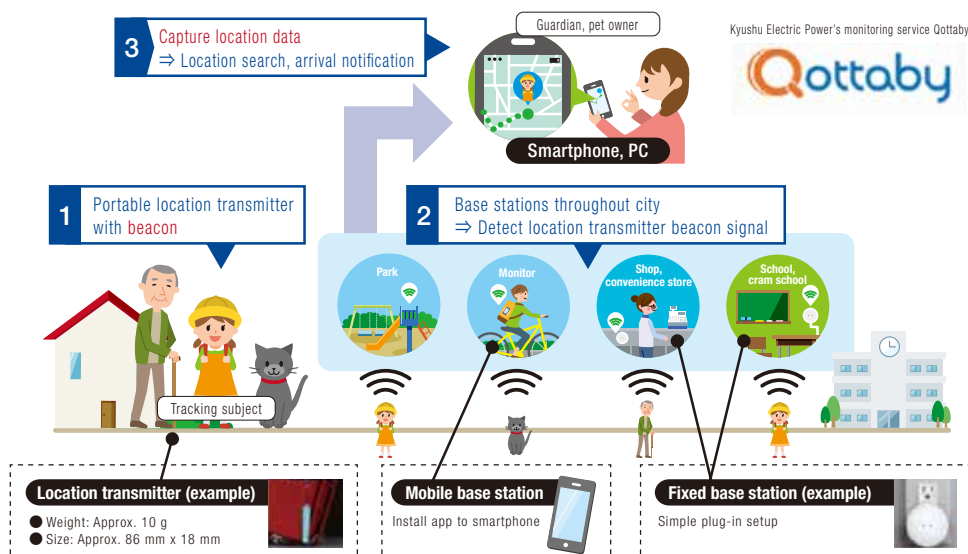 3
Capture location data
⇒ Location search, arrival notification
Guardian, pet owner
Smartphone, PC
Kyushu Electric Power's monitoring service Qottaby
Qottaby
1
Portable location transmitter
with beacon
2
Base stations throughout city
⇒ Detect location transmitter beacon signal
Park
Monitor
Shop,
convenience store
School,
cram school
Tracking subject
Location transmitter (example)
● Weight: Approx. 10 g
● Size: Approx. 86 mm x 18 mm
Mobile base station
Install app to smartphone
Fixed base station (example)
Simple plug-in setup